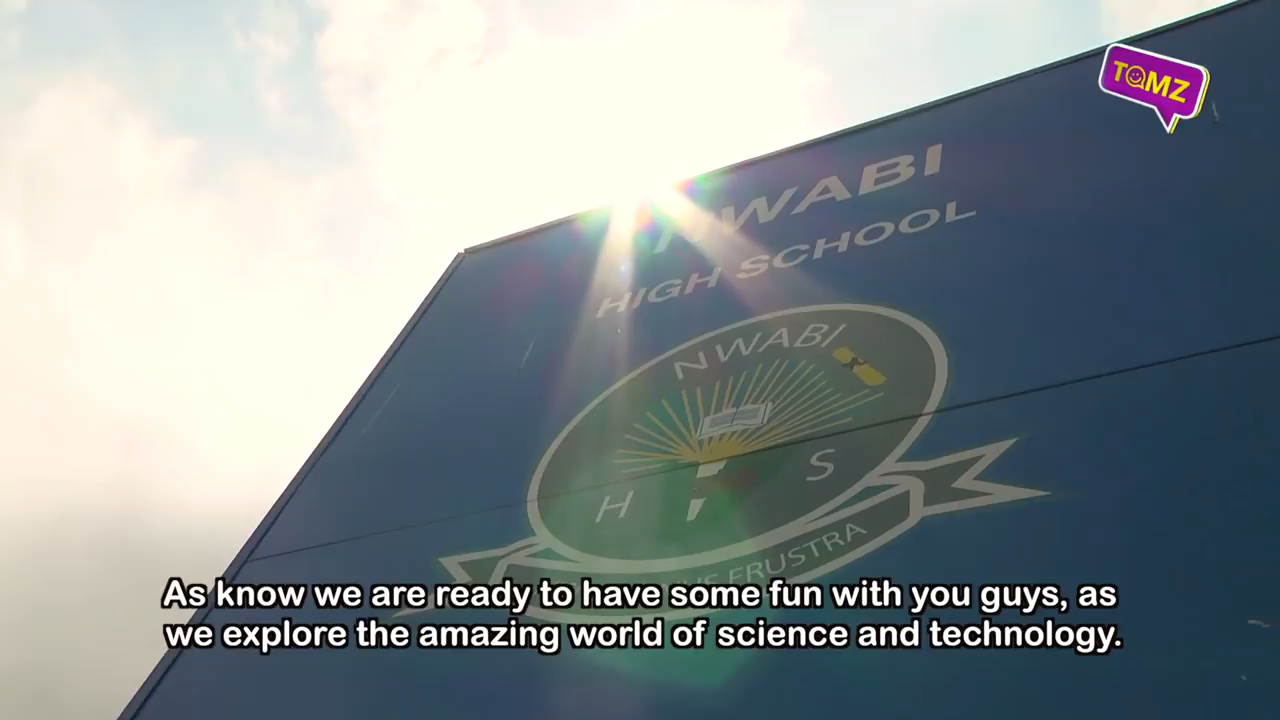 TQMZ
NWABI
HIGH SCHOOL
NWABI
H S
FRUSTRA
As know we are ready to have some fun with you guys, as
we explore the amazing world of science and technology.